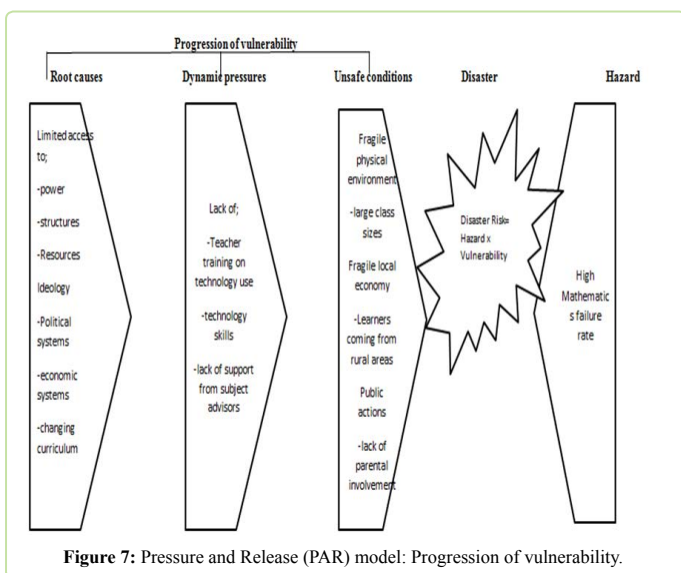 Progression of vulnerability
Root causes
Dynamic pressures
Unsafe conditions
Disaster
Hazard
Limited access
to;
-power
-structures
-Resources
Ideology
-Political
systems
-economic
systems
-changing
curriculum
Lack of;
-Teacher
training on
technology use
-technology
skills
-lack of support
from subject
advisors
Fragile
physical
environment
-large class
sizes
Fragile local
economy
-Learners
coming from
rural areas
Public
actions
-lack of
parental
involvement
Disaster Risk=
Hazard x
Vulnerability
High
Mathematic
s failure
rate
Figure 7: Pressure and Release (PAR) model: Progression of vulnerability.